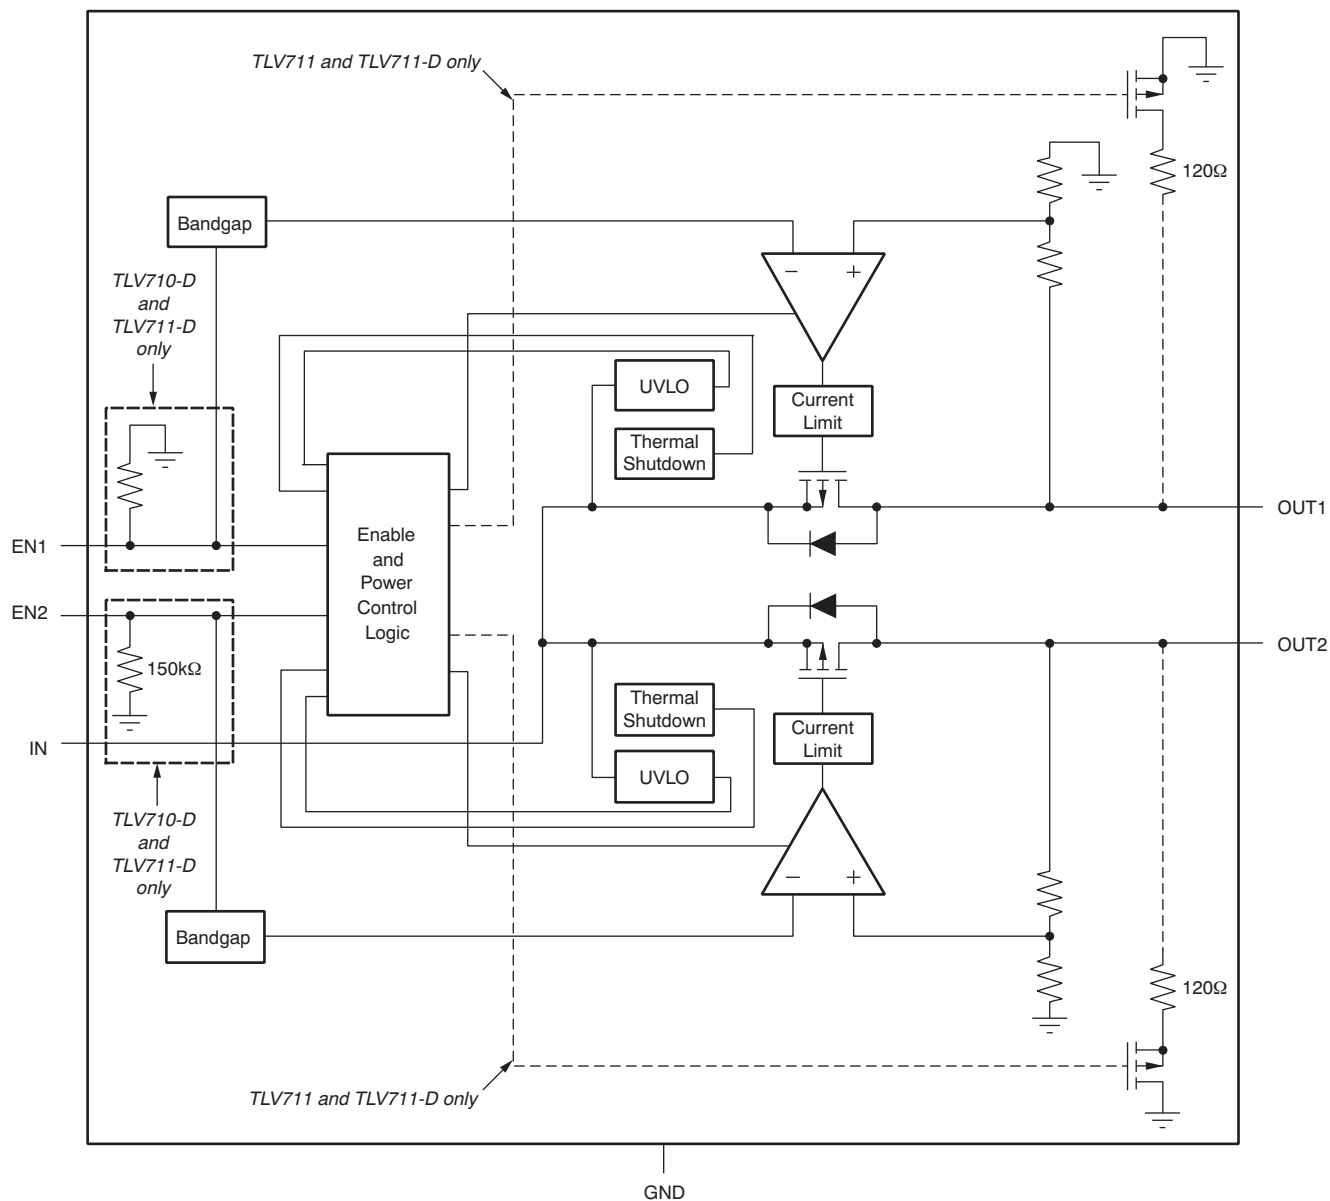 TLV711 and TLV711-D only
120Ω
Bandgap
TLV710-D
and
TLV711-D
only
− +
UVLO
Current
Limit
Thermal
Shutdown
OUT1
EN1
Enable
and
Power
Control
Logic
EN2
OUT2
150kΩ
Thermal
Shutdown
Current
Limit
IN
UVLO
TLV710-D
and
TLV711-D
only
− +
Bandgap
120Ω
TLV711 and TLV711-D only
GND